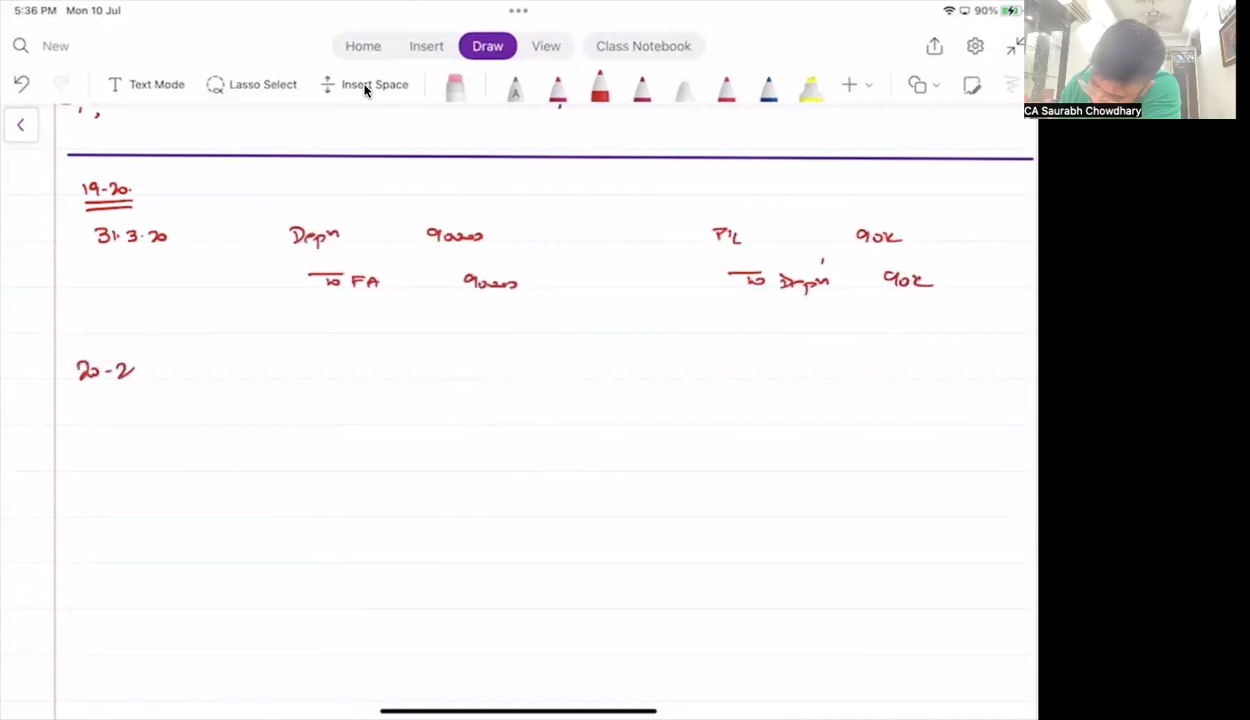 5:36 PM Mon 10 Jul
90%
New
Home Insert Draw View Class Notebook
Text Mode Lasso Select Insert Space
A
CA Saurabh Chowdhary
19-20.
31.3.20 Depn 90000 P/L 90K
To FA 90000 To Depn 90K
20-2